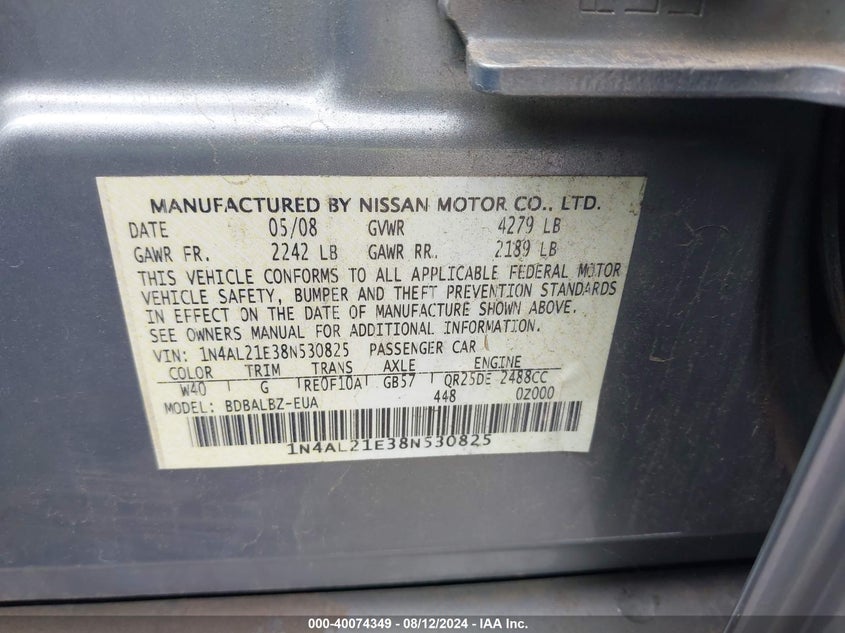 MANUFACTURED BY NISSAN MOTOR CO., LTD.
DATE 05/08 GVWR 4279 LB
GAWR FR. 2242 LB GAWR RR. 2189 LB
THIS VEHICLE CONFORMS TO ALL APPLICABLE FEDERAL MOTOR
VEHICLE SAFETY, BUMPER AND THEFT PREVENTION STANDARDS
IN EFFECT ON THE DATE OF MANUFACTURE SHOWN ABOVE.
SEE OWNERS MANUAL FOR ADDITIONAL INFORMATION.
VIN: 1N4AL21E38N530825 PASSENGER CAR
COLOR TRIM TRANS AXLE ENGINE
W40 G RE0F10A GB57 QR25DE 2488CC
MODEL: BDBALBZ-EUA 448 0Z000
1N4AL21E38N530825
000-40074349 - 08/12/2024 - IAA Inc.